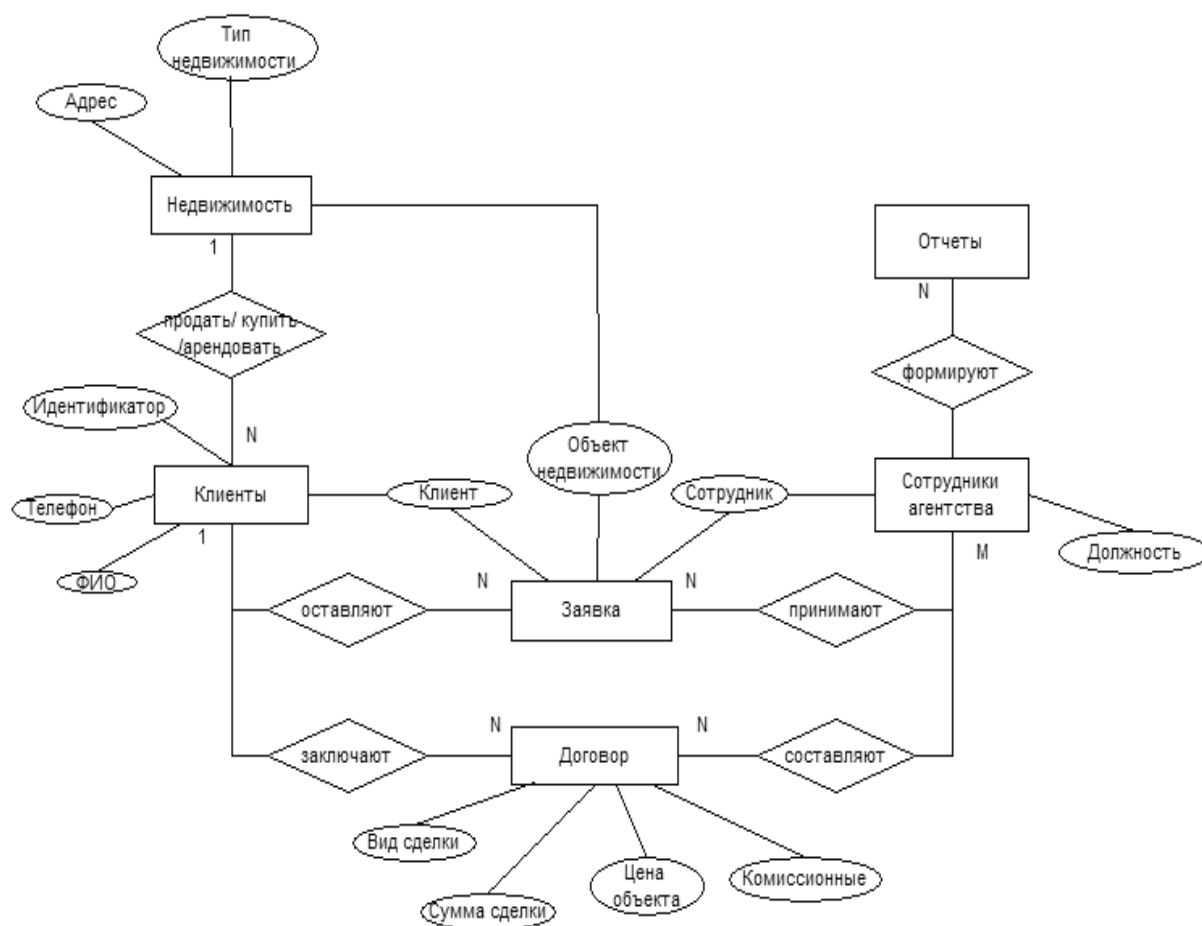 Тип
недвижимости
Адрес
Недвижимость
Отчеты
1
N
продать/ купить
/арендовать
формируют
Идентификатор
N
Объект
недвижимости
Клиенты
Клиент
Сотрудник
Сотрудники
агентства
Телефон
1
M
Должность
ФИО
N
N
оставляют
Заявка
принимают
N
N
заключают
Договор
составляют
Вид сделки
Цена
объекта
Комиссионные
Сумма сделки